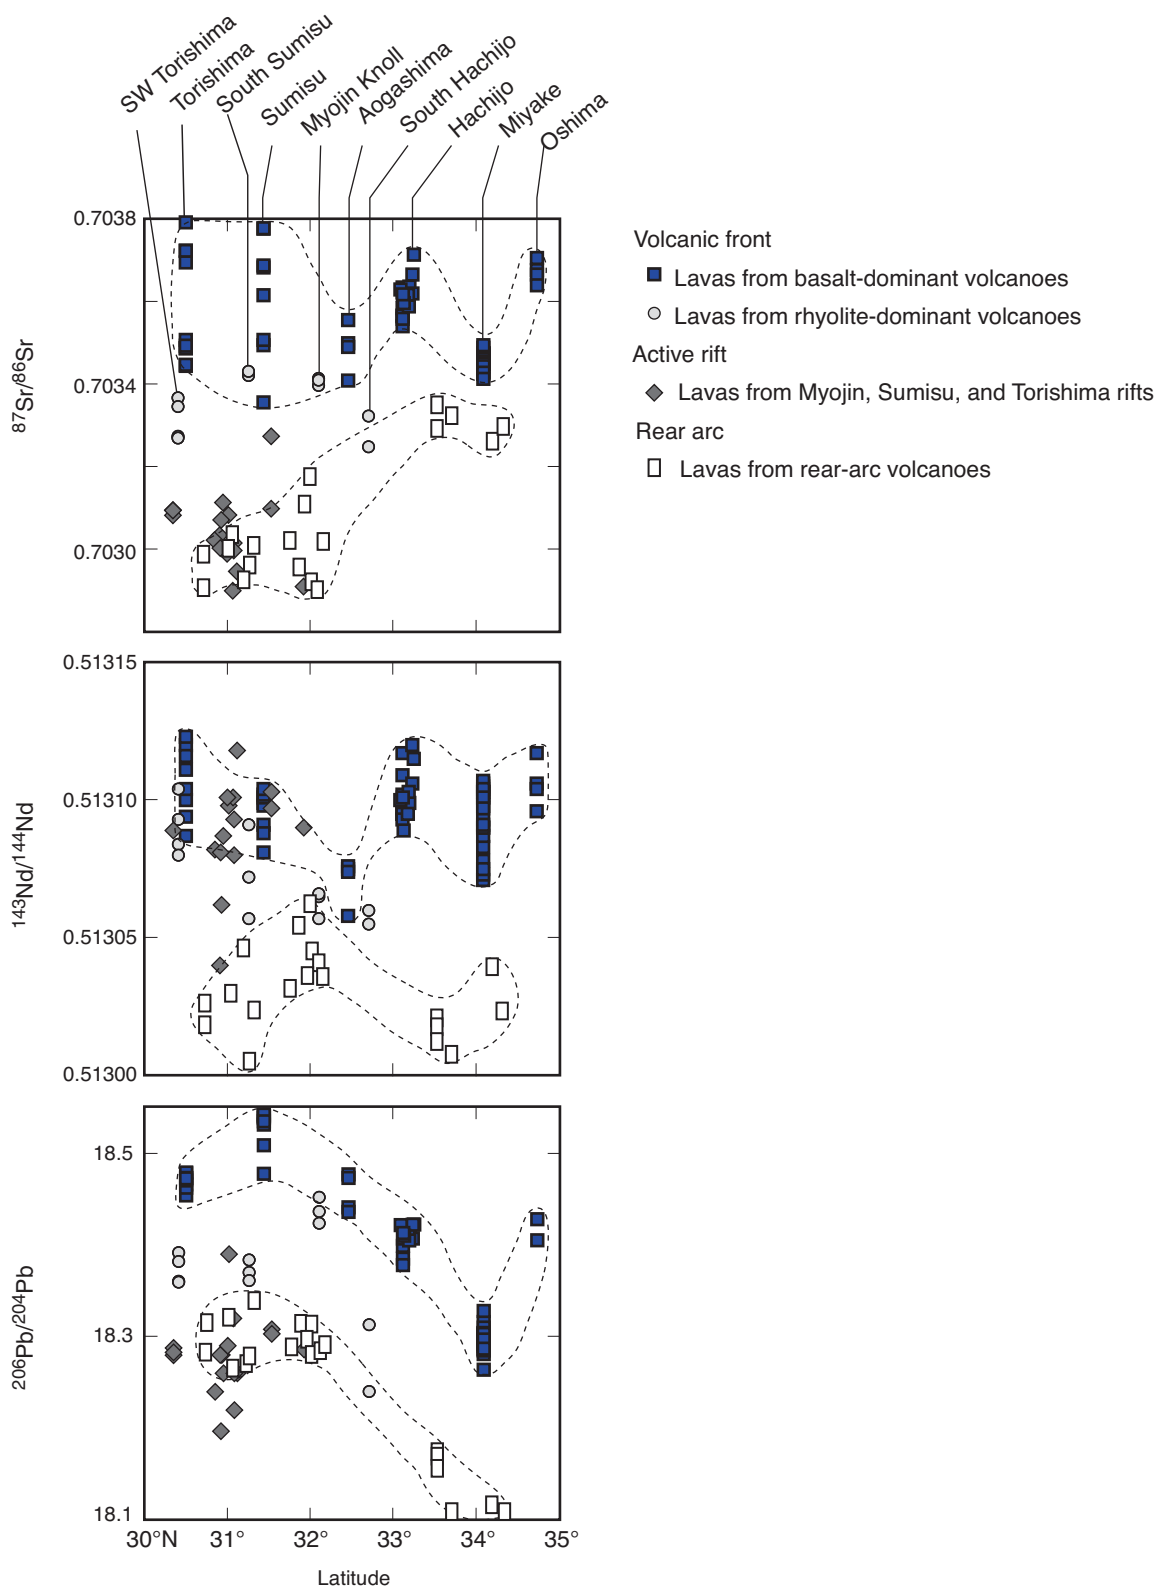 SW Torishima
Torishima
South Sumisu
Sumisu
Myojin Knoll
Aogashima
South Hachijo
Hachijo
Miyake
Oshima
0.7038
0.7034
0.7030
87Sr/86Sr
Volcanic front
Lavas from basalt-dominant volcanoes
Lavas from rhyolite-dominant volcanoes
Active rift
Lavas from Myojin, Sumisu, and Torishima rifts
Rear arc
Lavas from rear-arc volcanoes
0.51315
0.51310
0.51305
0.51300
143Nd/144Nd
18.5
18.3
18.1
206Pb/204Pb
30°N 31° 32° 33° 34° 35°
Latitude